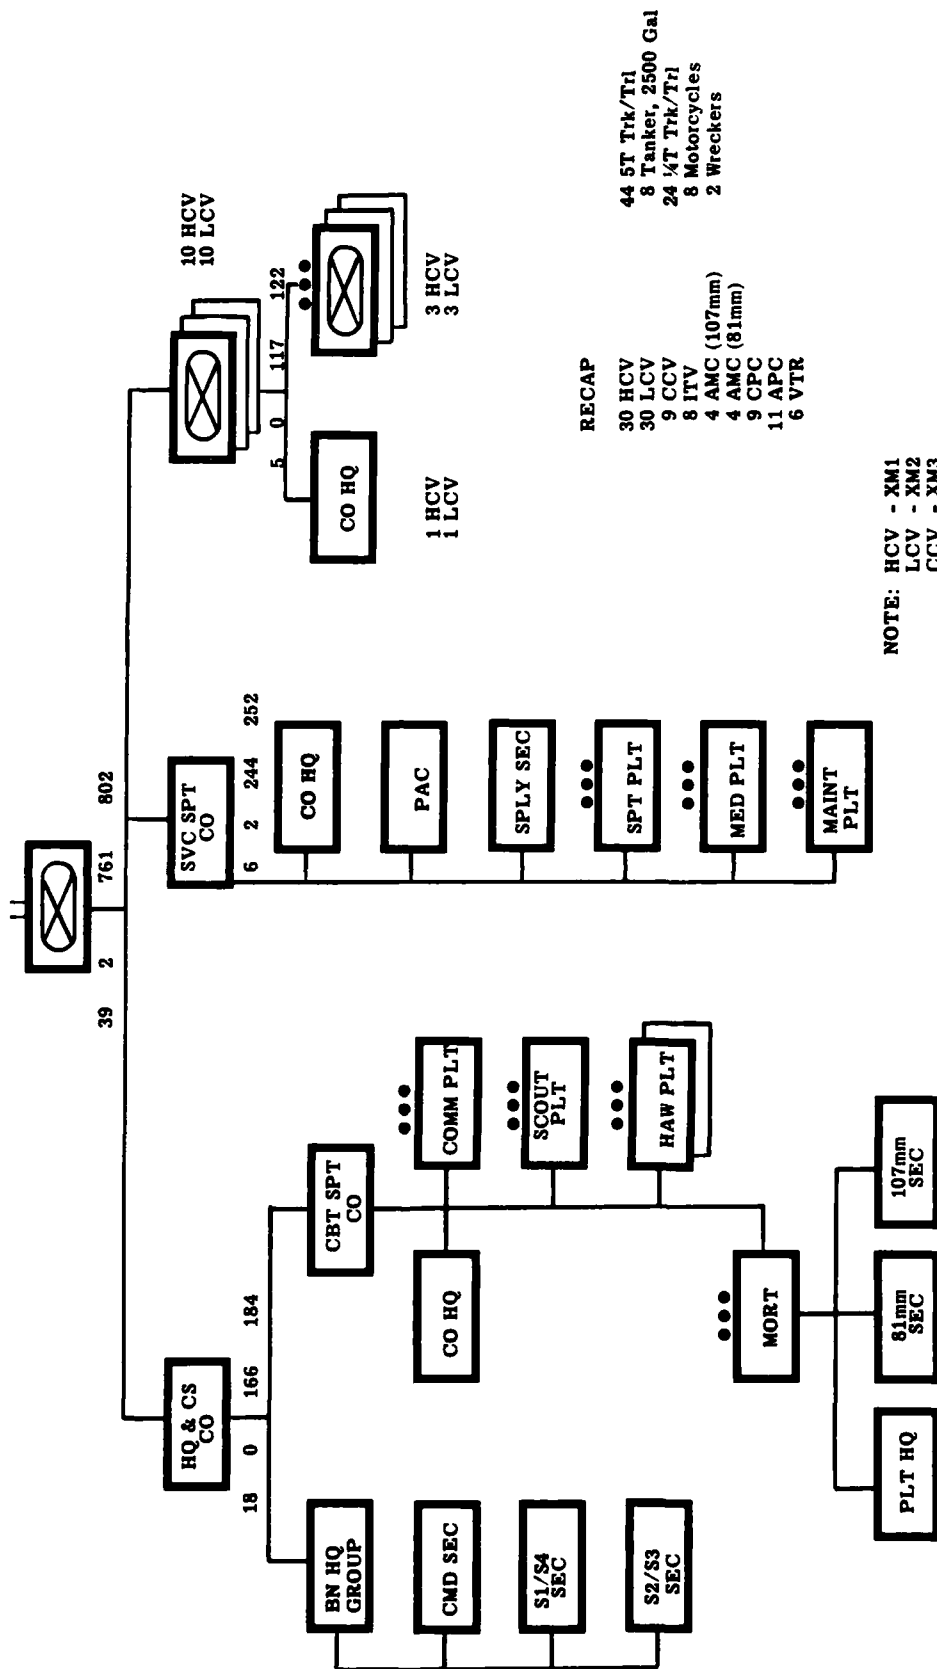 39 2 761 802
HQ & CS
CO
18 0 166 184
BN HQ
GROUP
CMD SEC
S1/S4
SEC
S2/S3
SEC
CBT SPT
CO
CO HQ
COMM PLT
SCOUT
PLT
HAW PLT
MORT
PLT HQ
81mm
SEC
107mm
SEC
SVC SPT
CO
6 2 244 252
CO HQ
PAC
SPLY SEC
SPT PLT
MED PLT
MAINT
PLT
10 HCV
10 LCV
5 0 117 122
CO HQ
1 HCV
1 LCV
3 HCV
3 LCV
RECAP
30 HCV
30 LCV
9 CCV
8 ITV
4 AMC (107mm)
4 AMC (81mm)
9 CPC
11 APC
6 VTR
44 5T Trk/Trl
8 Tanker, 2500 Gal
24 ¼T Trk/Trl
8 Motorcycles
2 Wreckers
NOTE: HCV - XM1
LCV - XM2
CCV - XM3